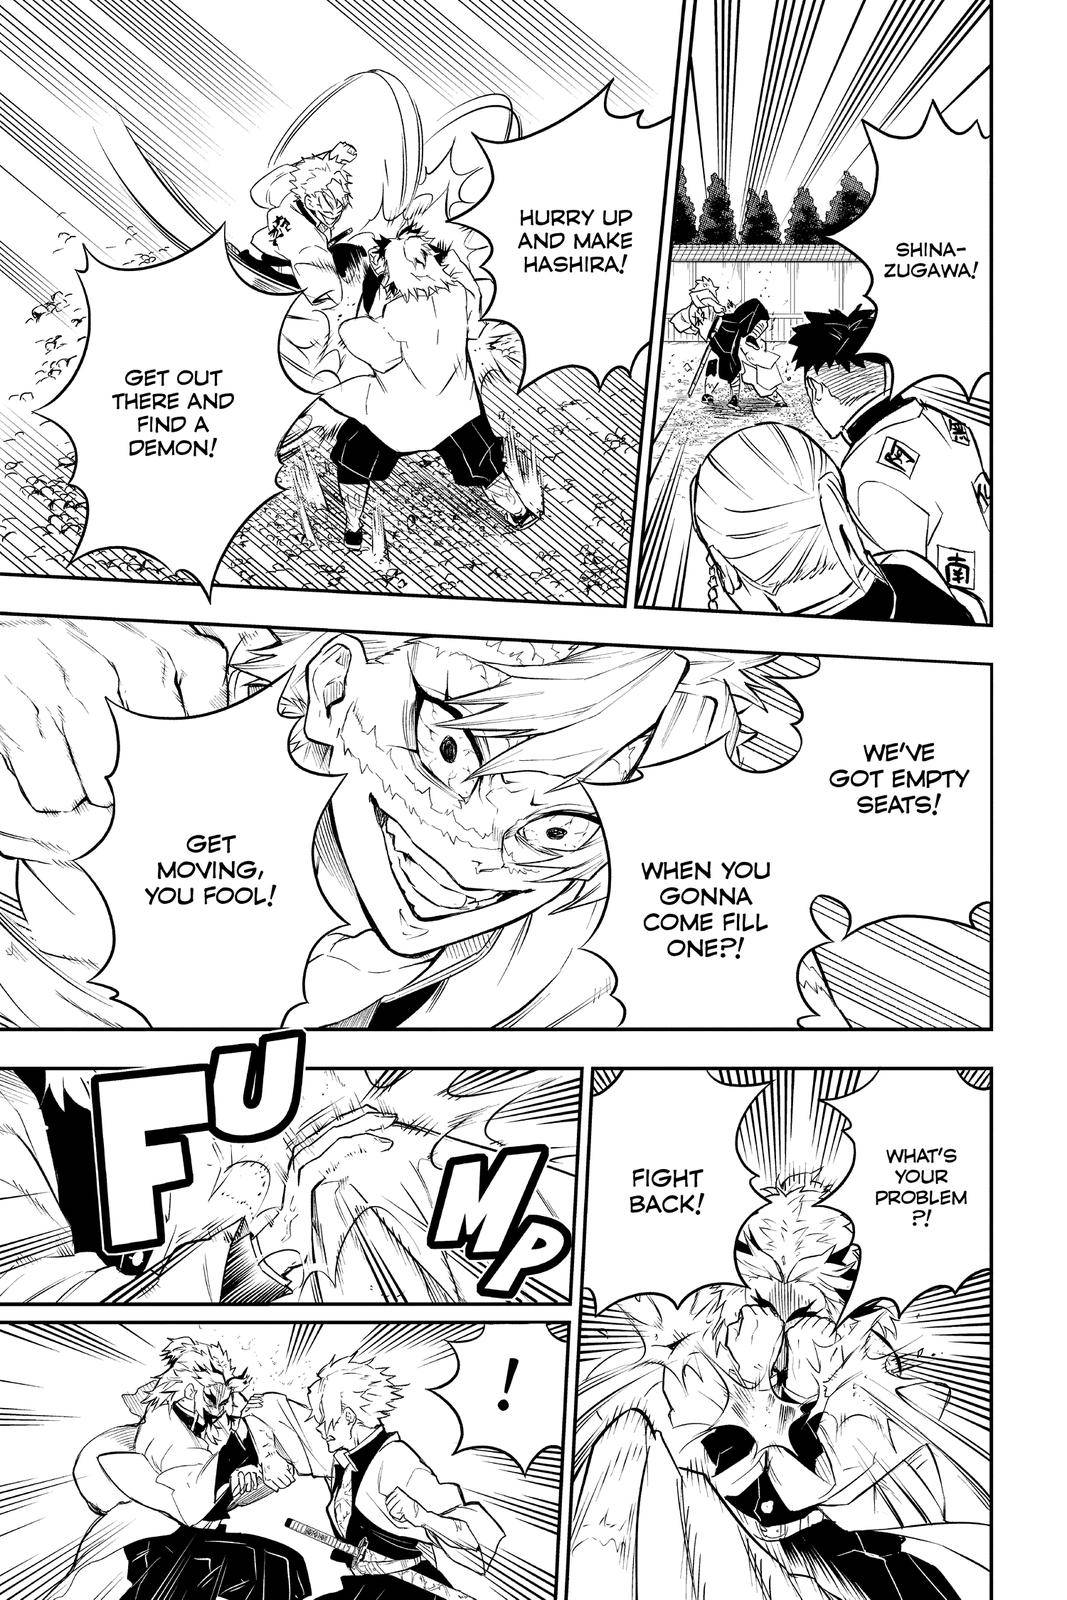 SHINA-
ZUGAWA!
HURRY UP
AND MAKE
HASHIRA!
GET OUT
THERE AND
FIND A
DEMON!
南
WE'VE
GOT EMPTY
SEATS!
WHEN YOU
GONNA
COME FILL
ONE?!
GET
MOVING,
YOU FOOL!
WHAT'S
YOUR
PROBLEM
?!
FIGHT
BACK!
FUMP
!